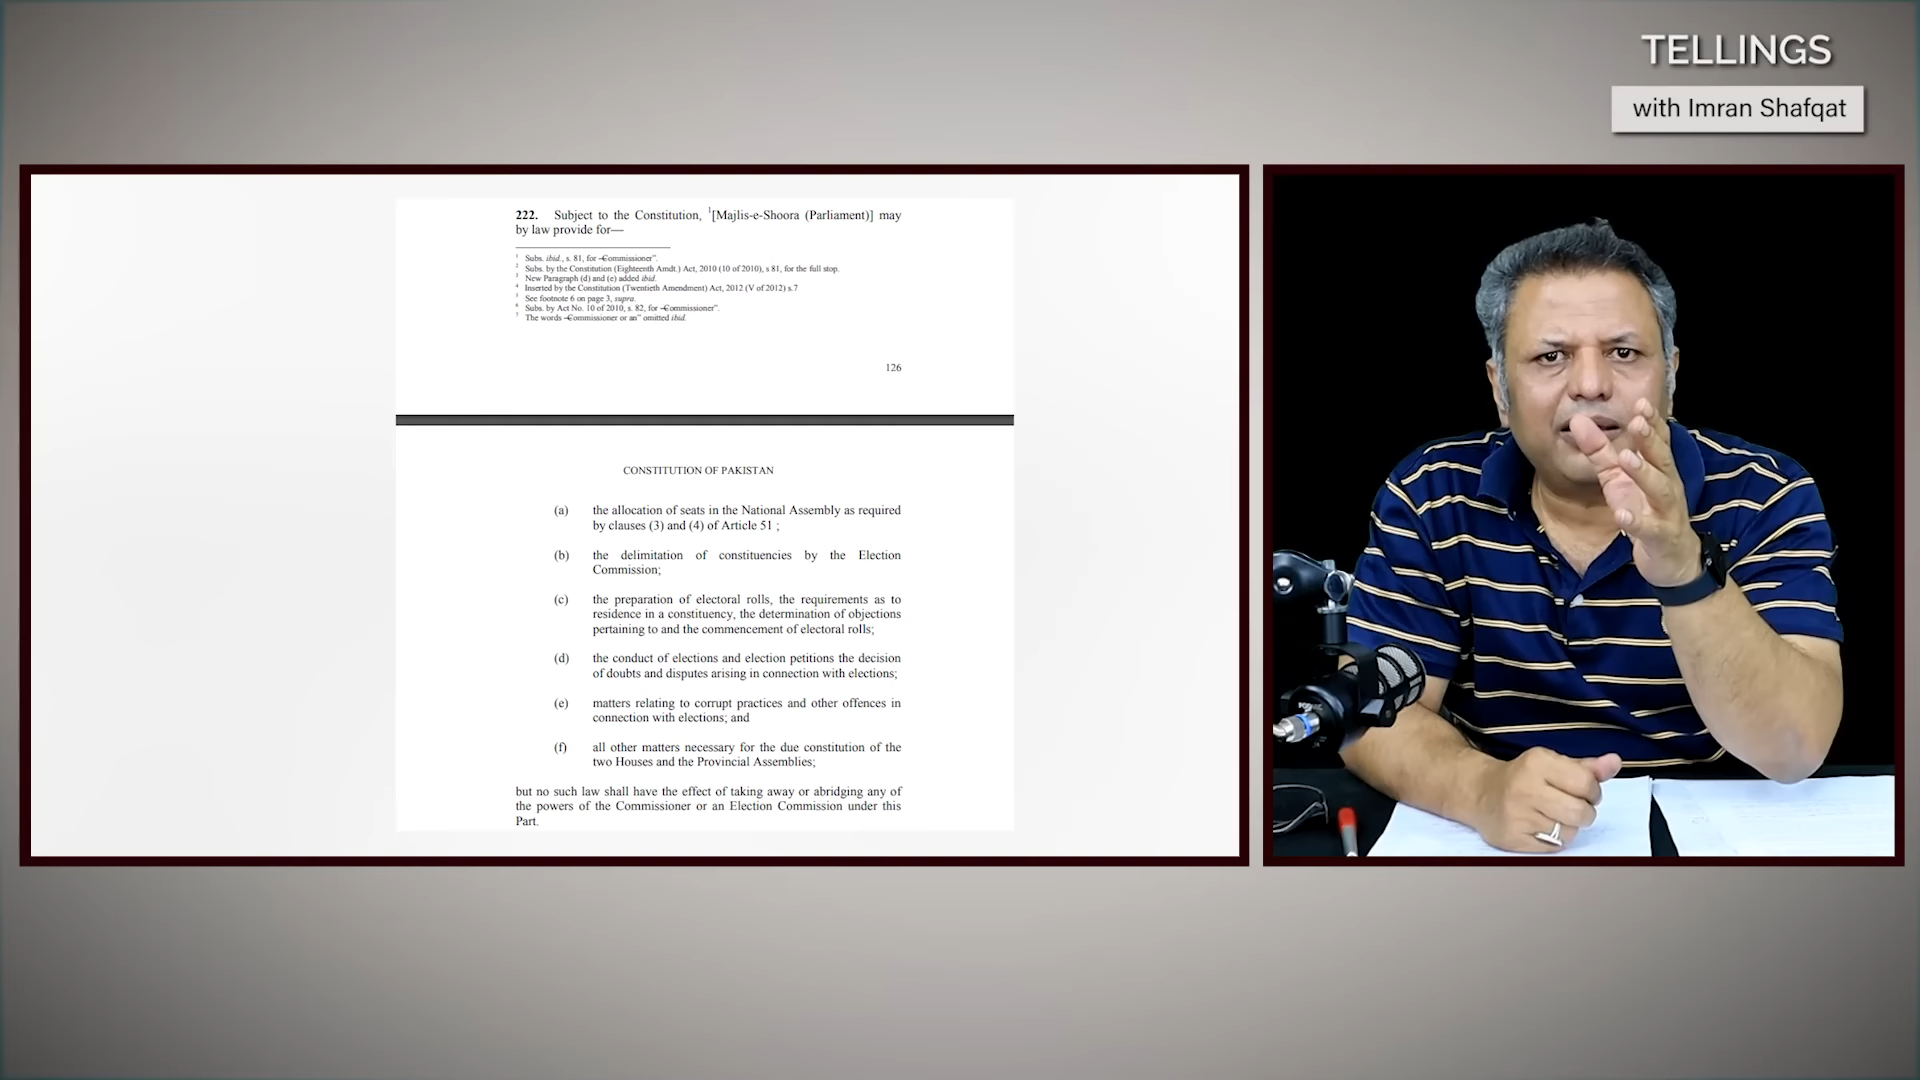 TELLINGS
with Imran Shafqat
222. Subject to the Constitution, 1[Majlis-e-Shoora (Parliament)] may
by law provide for—
1 Subs. ibid., s. 81, for ―Commissioner".
2 Subs. by the Constitution (Eighteenth Amdt.) Act, 2010 (10 of 2010), s 81, for the full stop.
3 New Paragraph (d) and (e) added ibid.
4 Inserted by the Constitution (Twentieth Amendment) Act, 2012 (V of 2012) s.7
5 See footnote 6 on page 3, supra.
6 Subs. by Act No. 10 of 2010, s. 82, for ―Commissioner".
7 The words ―Commissioner or an" omitted ibid.
126
CONSTITUTION OF PAKISTAN
(a) the allocation of seats in the National Assembly as required
by clauses (3) and (4) of Article 51 ;
(b) the delimitation of constituencies by the Election
Commission;
(c) the preparation of electoral rolls, the requirements as to
residence in a constituency, the determination of objections
pertaining to and the commencement of electoral rolls;
(d) the conduct of elections and election petitions the decision
of doubts and disputes arising in connection with elections;
(e) matters relating to corrupt practices and other offences in
connection with elections; and
(f) all other matters necessary for the due constitution of the
two Houses and the Provincial Assemblies;
but no such law shall have the effect of taking away or abridging any of
the powers of the Commissioner or an Election Commission under this
Part.